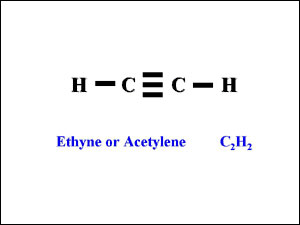 H — C ≡ C — H
Ethyne or Acetylene C₂H₂